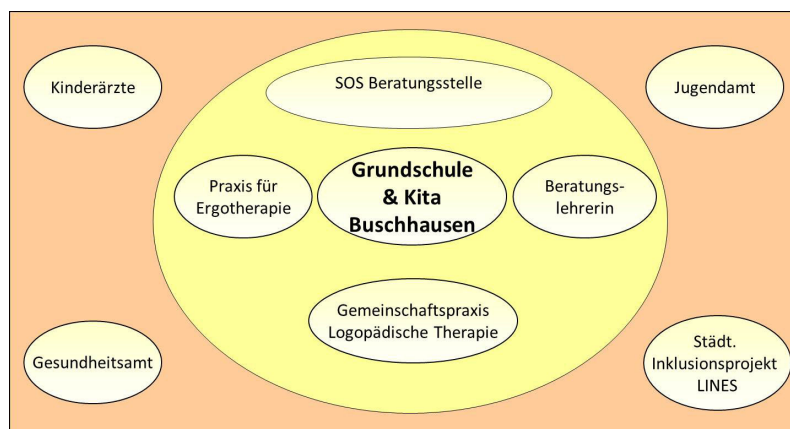 Kinderärzte
SOS Beratungsstelle
Jugendamt
Praxis für
Ergotherapie
Grundschule
& Kita
Buschhausen
Beratungs-
lehrerin
Gemeinschaftspraxis
Logopädische Therapie
Gesundheitsamt
Städt.
Inklusionsprojekt
LINES